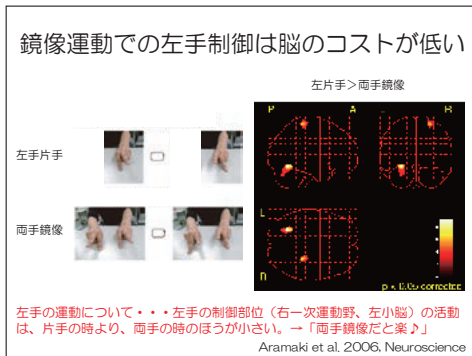 鏡像運動での左手制御は脳のコストが低い
左片手＞両手鏡像
P A R
左手片手
両手鏡像
L
R
p < 0.05 corrected
左手の運動について・・・左手の制御部位（右一次運動野、左小脳）の活動
は、片手の時より、両手の時のほうが小さい。→「両手鏡像だと楽♪」
Aramaki et al, 2006, Neuroscience